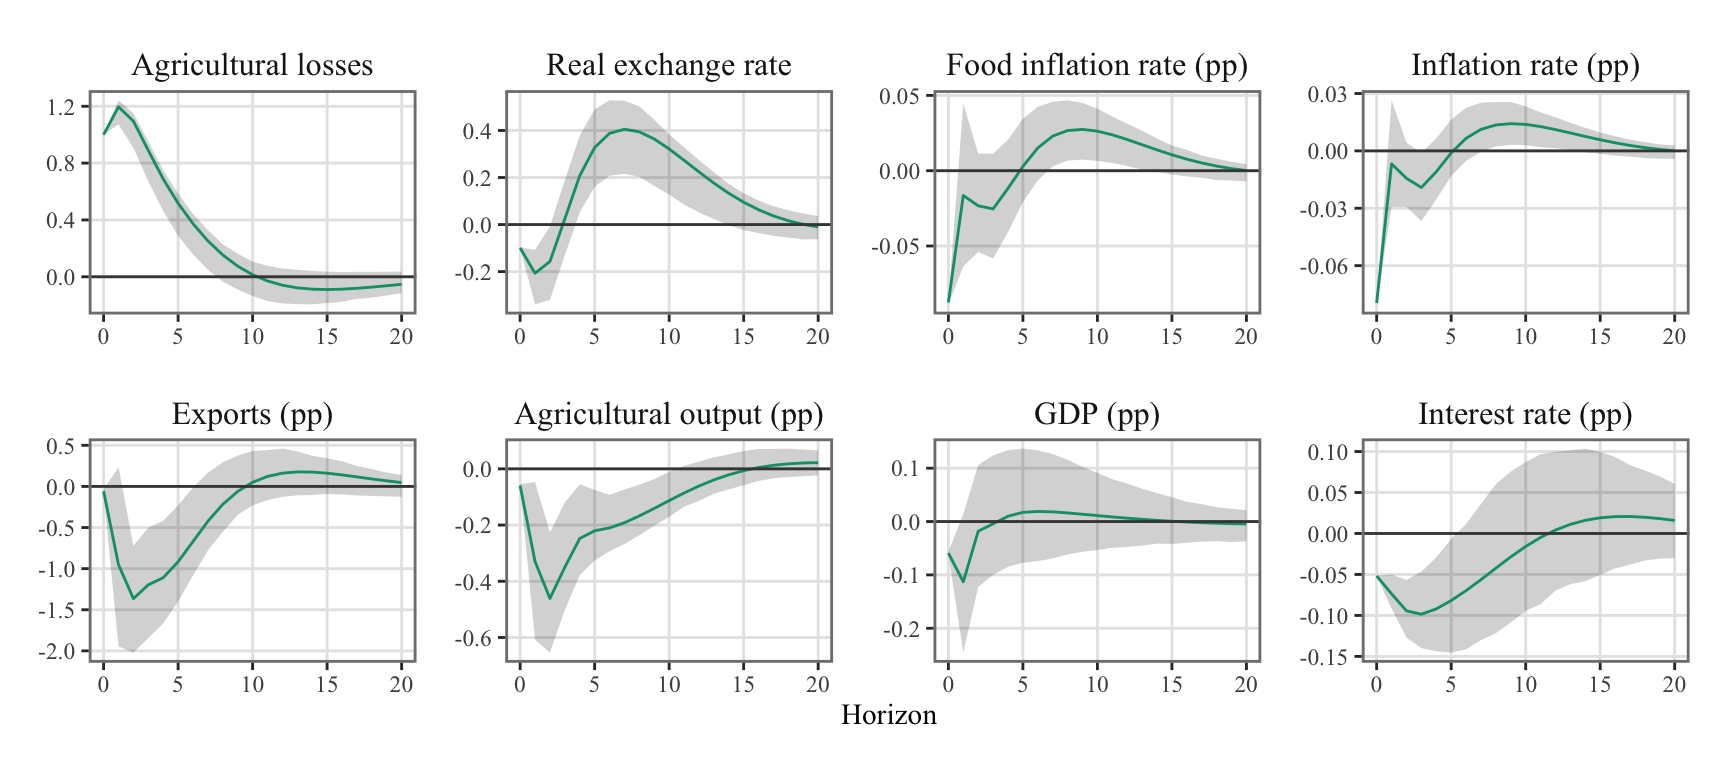 Agricultural losses
1.2
0.8
0.4
0.0
0 5 10 15 20
Real exchange rate
0.4
0.2
0.0
-0.2
0 5 10 15 20
Food inflation rate (pp)
0.05
0.00
-0.05
0 5 10 15 20
Inflation rate (pp)
0.03
0.00
-0.03
-0.06
0 5 10 15 20
Exports (pp)
0.5
0.0
-0.5
-1.0
-1.5
-2.0
0 5 10 15 20
Agricultural output (pp)
0.0
-0.2
-0.4
-0.6
0 5 10 15 20
GDP (pp)
0.1
0.0
-0.1
-0.2
0 5 10 15 20
Interest rate (pp)
0.10
0.05
0.00
-0.05
-0.10
-0.15
0 5 10 15 20
Horizon